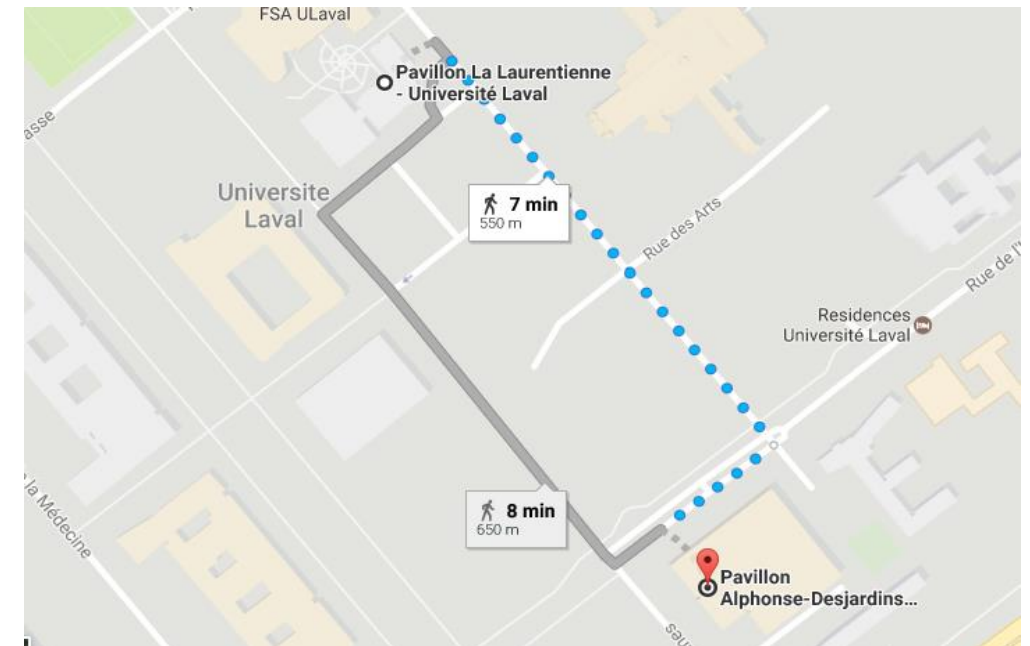 FSA ULaval
Pavillon La Laurentienne
- Université Laval
asse
Universite
Laval
7 min
550 m
Rue des Arts
Rue de l'
Residences
Université Laval
8 min
650 m
la Médecine
Pavillon
Alphonse-Desjardins...